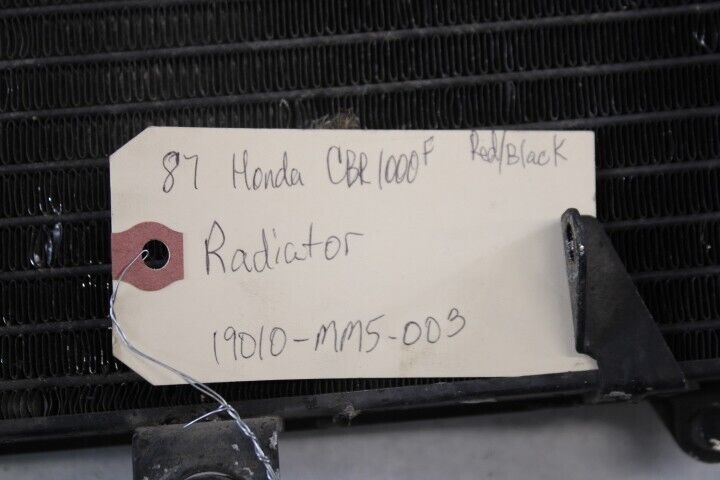 87 Honda CBR1000F Red/Black
Radiator
19010-MM5-003